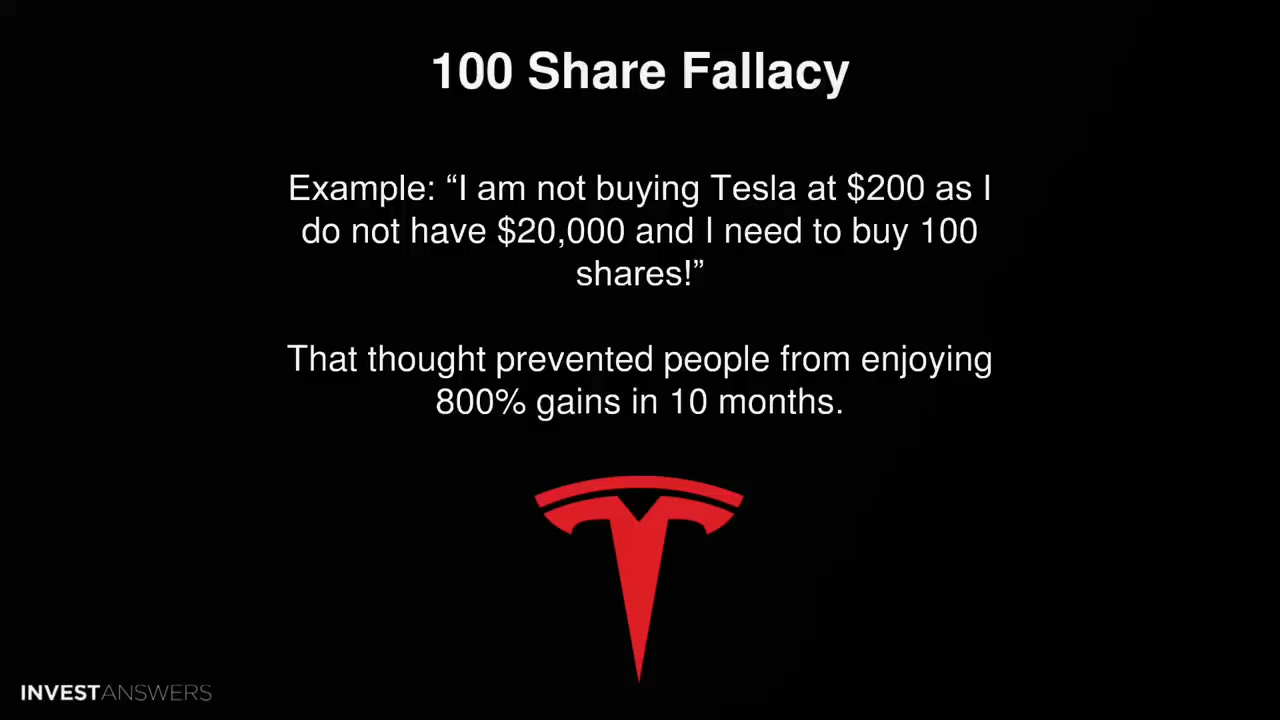 100 Share Fallacy
Example: “I am not buying Tesla at $200 as I
do not have $20,000 and I need to buy 100
shares!”
That thought prevented people from enjoying
800% gains in 10 months.
INVESTANSWERS